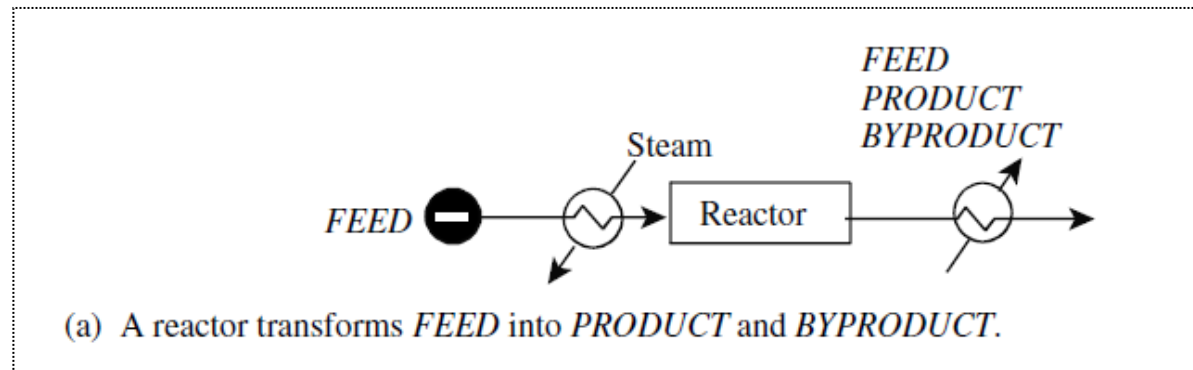 FEED
PRODUCT
BYPRODUCT
Steam
FEED
Reactor
(a) A reactor transforms FEED into PRODUCT and BYPRODUCT.